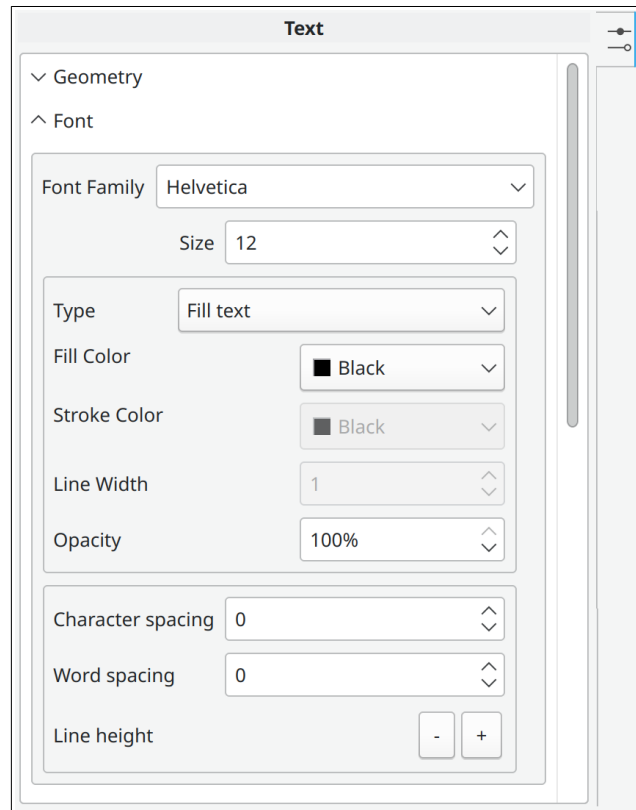 Text
Geometry
Font
Font Family Helvetica
Size 12
Type Fill text
Fill Color Black
Stroke Color Black
Line Width 1
Opacity 100%
Character spacing 0
Word spacing 0
Line height - +